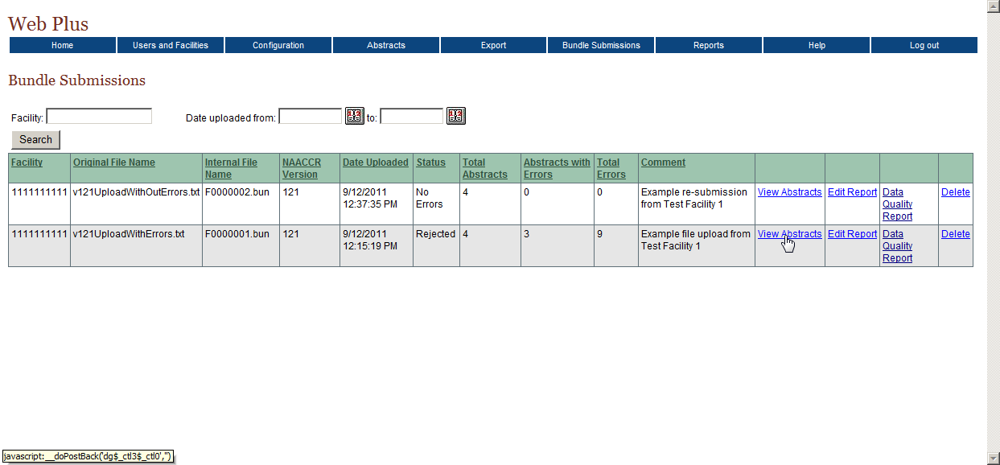 Web Plus
Home Users and Facilities Configuration Abstracts Export Bundle Submissions Reports Help Log out
Bundle Submissions
Facility: Date uploaded from: to:
Search
Facility Original File Name Internal File Name NAACCR Version Date Uploaded Status Total Abstracts Abstracts with Errors Total Errors Comment
1111111111 v121UploadWithOutErrors.txt F0000002.bun 121 9/12/2011 12:37:35 PM No Errors 4 0 0 Example re-submission from Test Facility 1 View Abstracts Edit Report Data Quality Report Delete
1111111111 v121UploadWithErrors.txt F0000001.bun 121 9/12/2011 12:15:19 PM Rejected 4 3 9 Example file upload from Test Facility 1 View Abstracts Edit Report Data Quality Report Delete
javascript:__doPostBack('dg$_ctl3$_ctl0','')